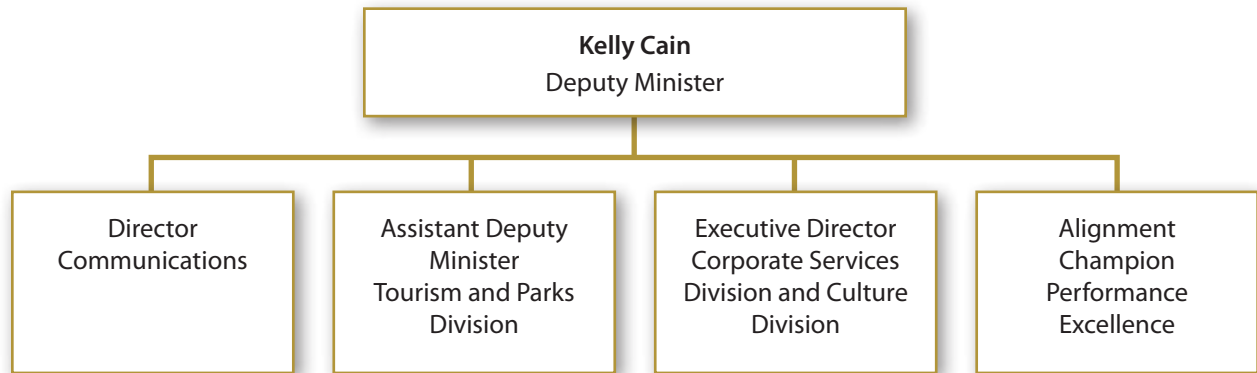 Kelly Cain
Deputy Minister
Director
Communications
Assistant Deputy
Minister
Tourism and Parks
Division
Executive Director
Corporate Services
Division and Culture
Division
Alignment
Champion
Performance
Excellence